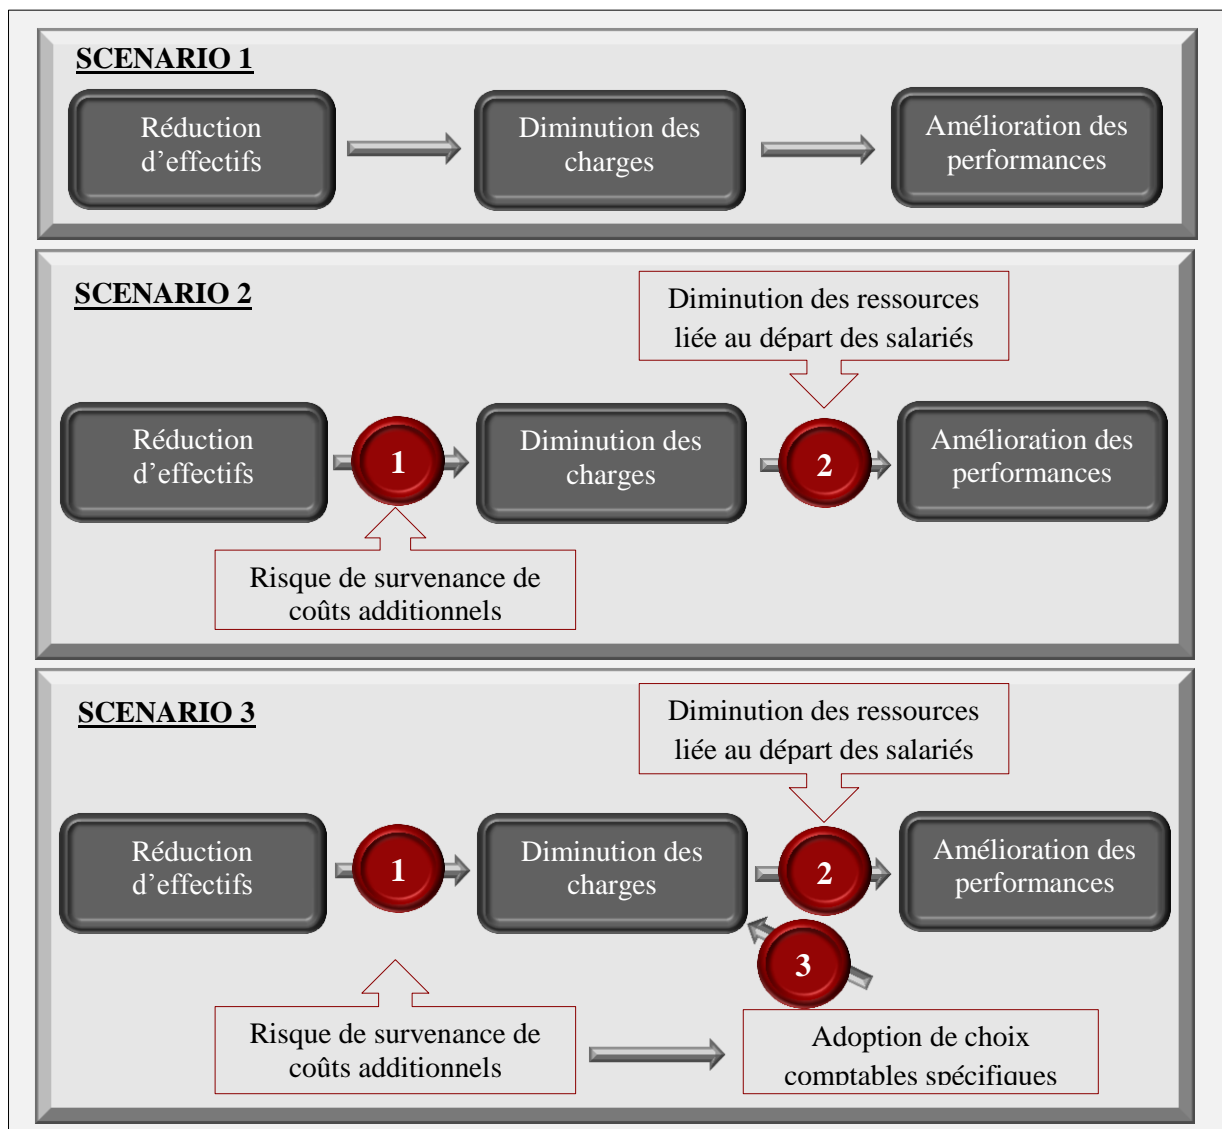 SCENARIO 1
Réduction
d’effectifs
Diminution des
charges
Amélioration des
performances
SCENARIO 2
Diminution des ressources
liée au départ des salariés
Réduction
d’effectifs
1
Diminution des
charges
2
Amélioration des
performances
Risque de survenance de
coûts additionnels
SCENARIO 3
Diminution des ressources
liée au départ des salariés
Réduction
d’effectifs
1
Diminution des
charges
2
Amélioration des
performances
3
Risque de survenance de
coûts additionnels
Adoption de choix
comptables spécifiques